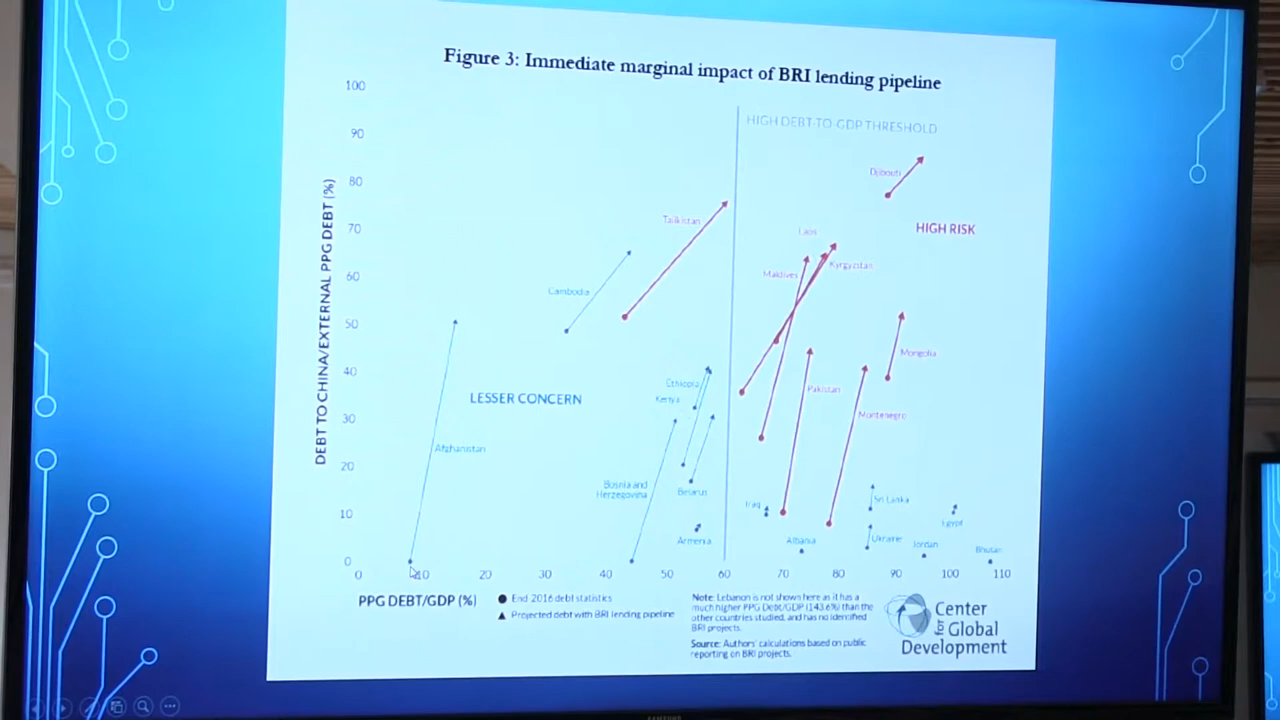 Figure 3: Immediate marginal impact of BRI lending pipeline
100
90
80
70
60
50
40
30
20
10
0
DEBT TO CHINA/EXTERNAL PPG DEBT (%)
HIGH DEBT-TO-GDP THRESHOLD
Djibouti
HIGH RISK
Tajikistan
Laos
Kyrgyzstan
Maldives
Cambodia
Mongolia
Ethiopia
Kenya
Pakistan
LESSER CONCERN
Montenegro
Afghanistan
Bosnia and
Herzegovina
Belarus
Iraq
Sri Lanka
Egypt
Armenia
Albania
Ukraine
Jordan
Bhutan
0 10 20 30 40 50 60 70 80 90 100 110
PPG DEBT/GDP (%)
End 2016 debt statistics
Projected debt with BRI lending pipeline
Note: Lebanon is not shown here as it has a
much higher PPG Debt/GDP (143.6%) than the
other countries studied, and has no identified
BRI projects.
Source: Authors' calculations based on public
reporting on BRI projects.
Center
for Global
Development
SAMSUNG